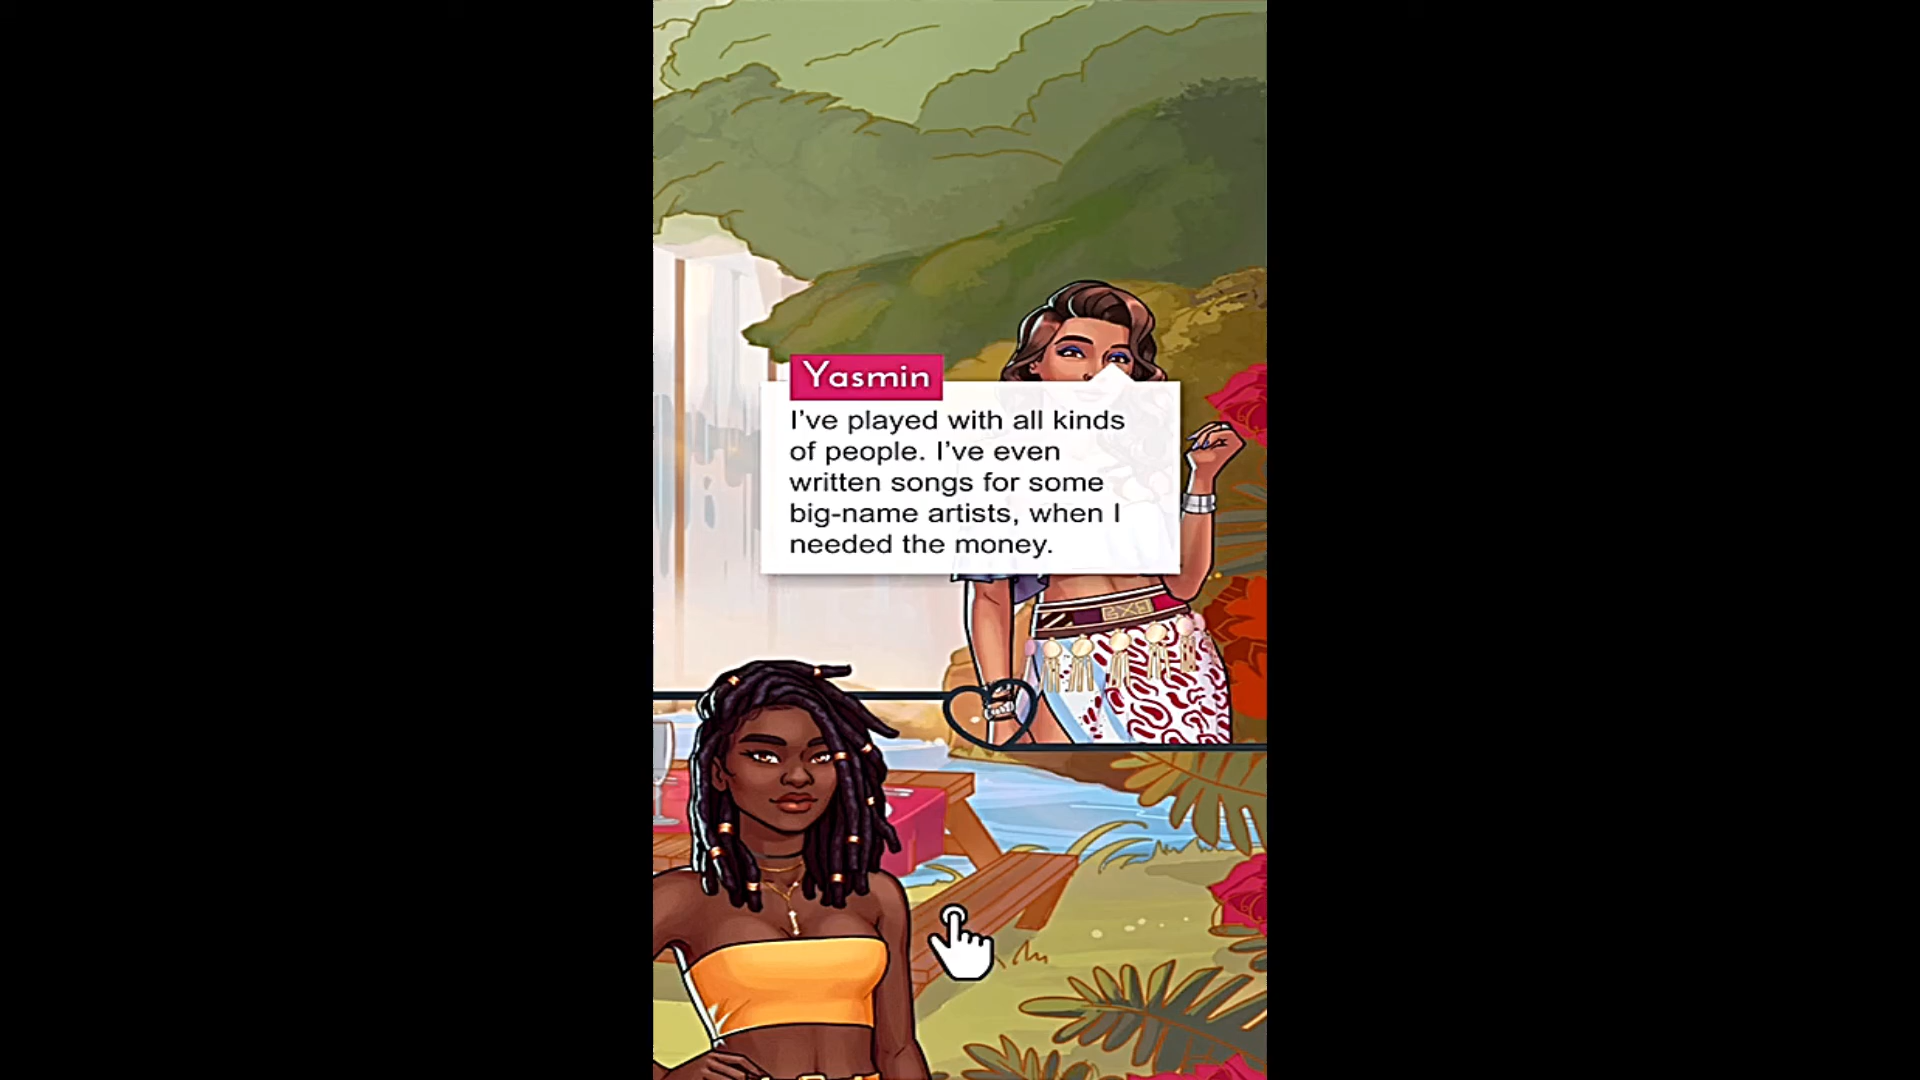 Yasmin
I've played with all kinds
of people. I've even
written songs for some
big-name artists, when I
needed the money.